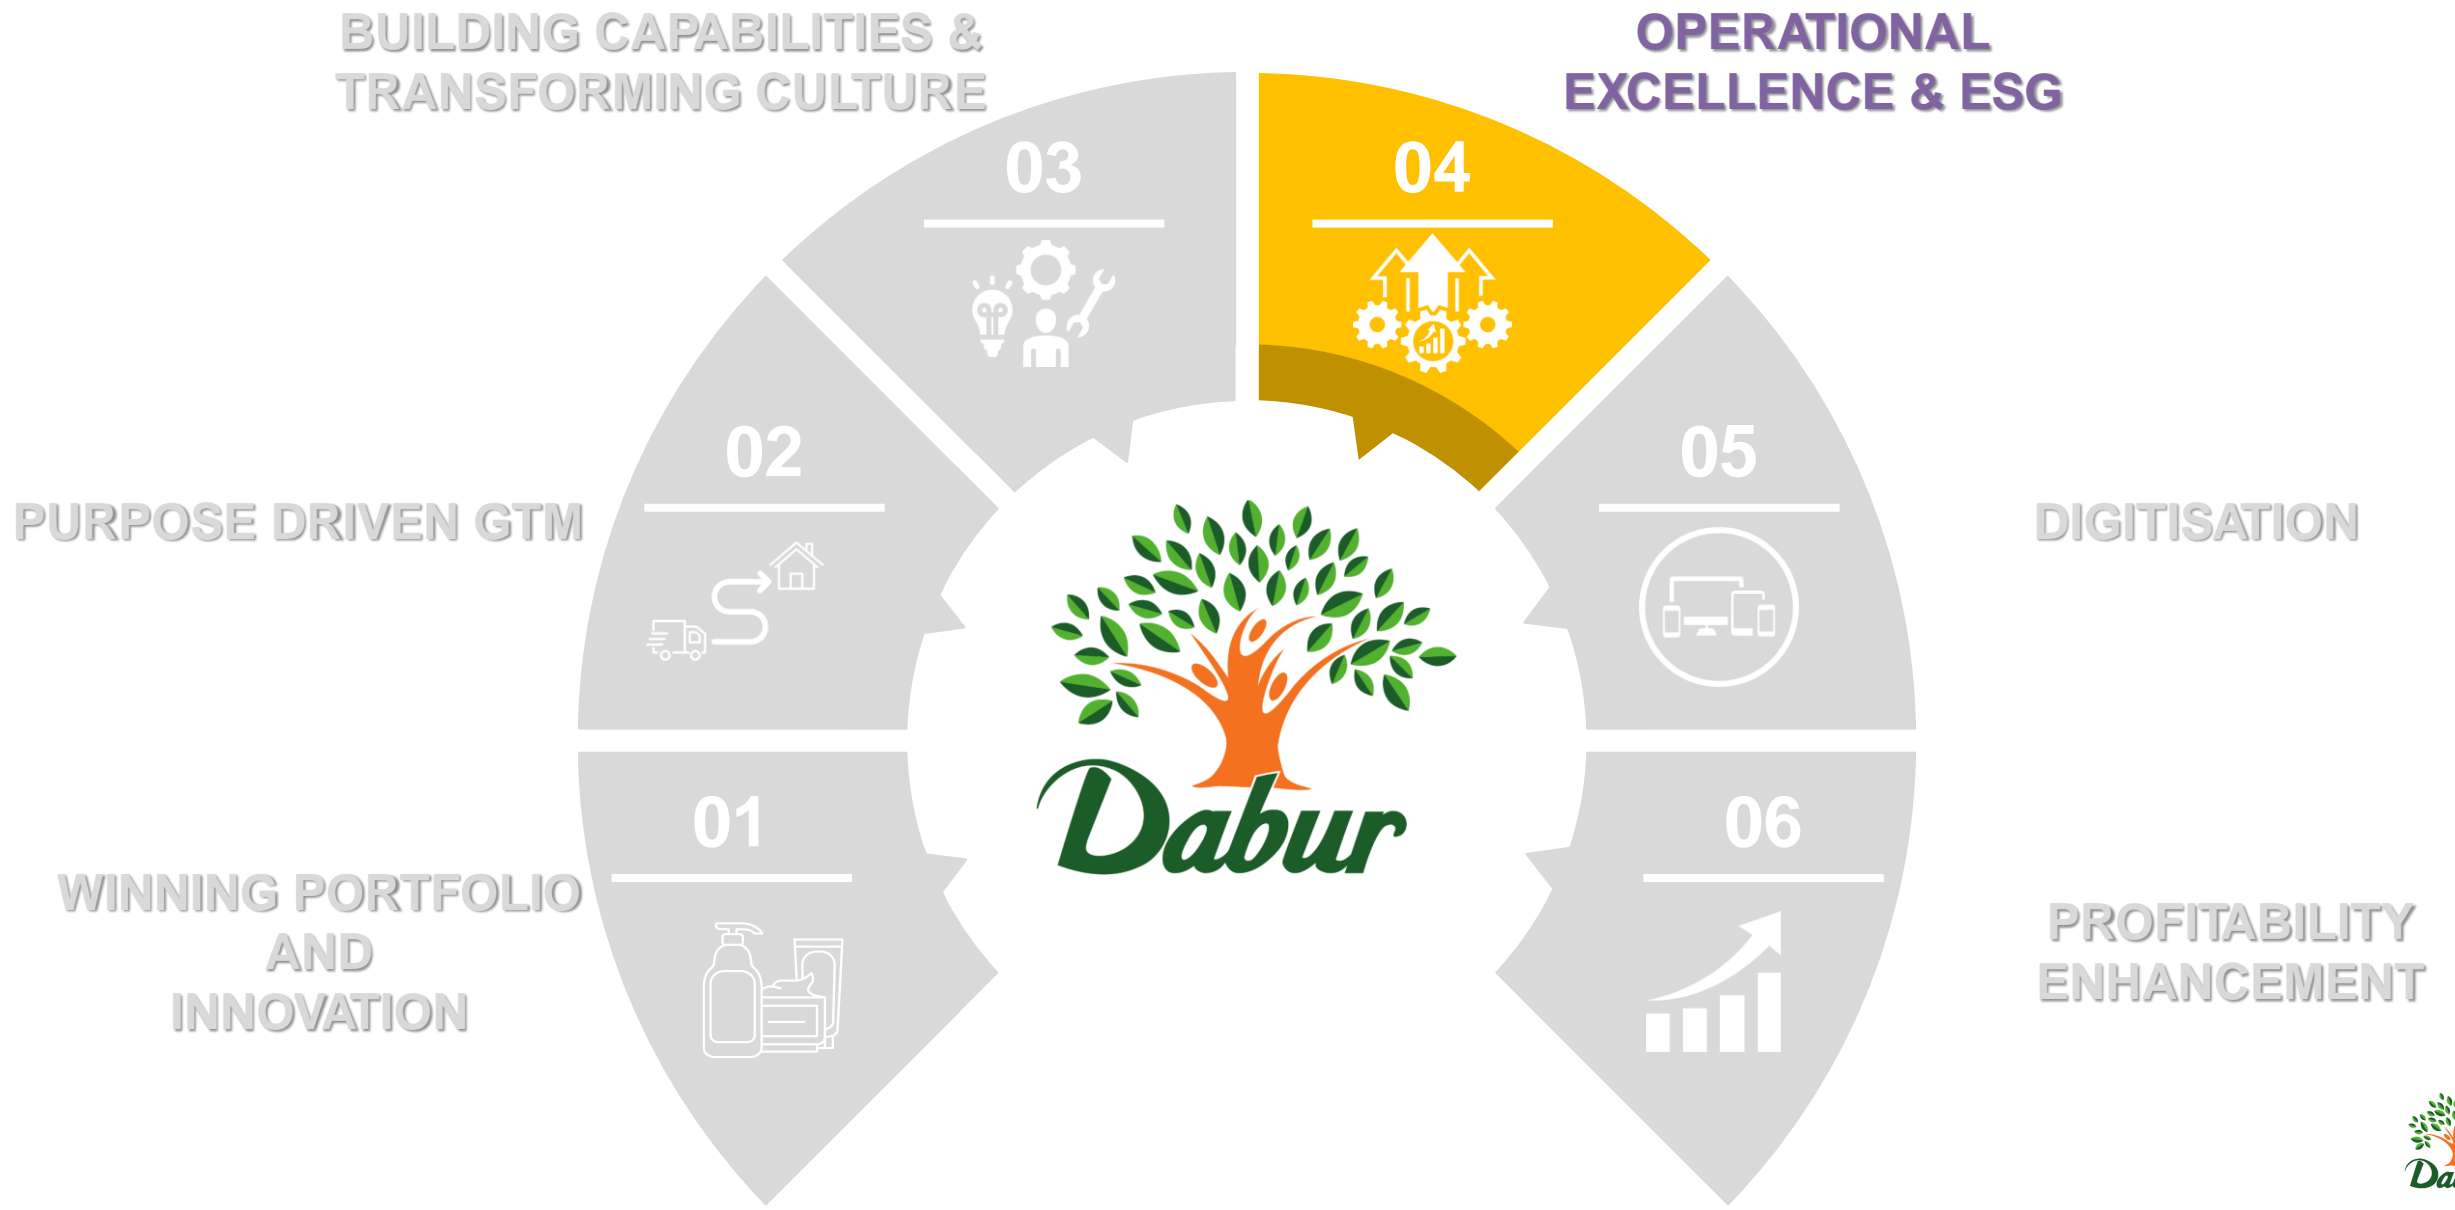 BUILDING CAPABILITIES &
TRANSFORMING CULTURE
OPERATIONAL
EXCELLENCE & ESG
03
04
02
05
PURPOSE DRIVEN GTM
DIGITISATION
Dabur
01
06
WINNING PORTFOLIO
AND
INNOVATION
PROFITABILITY
ENHANCEMENT